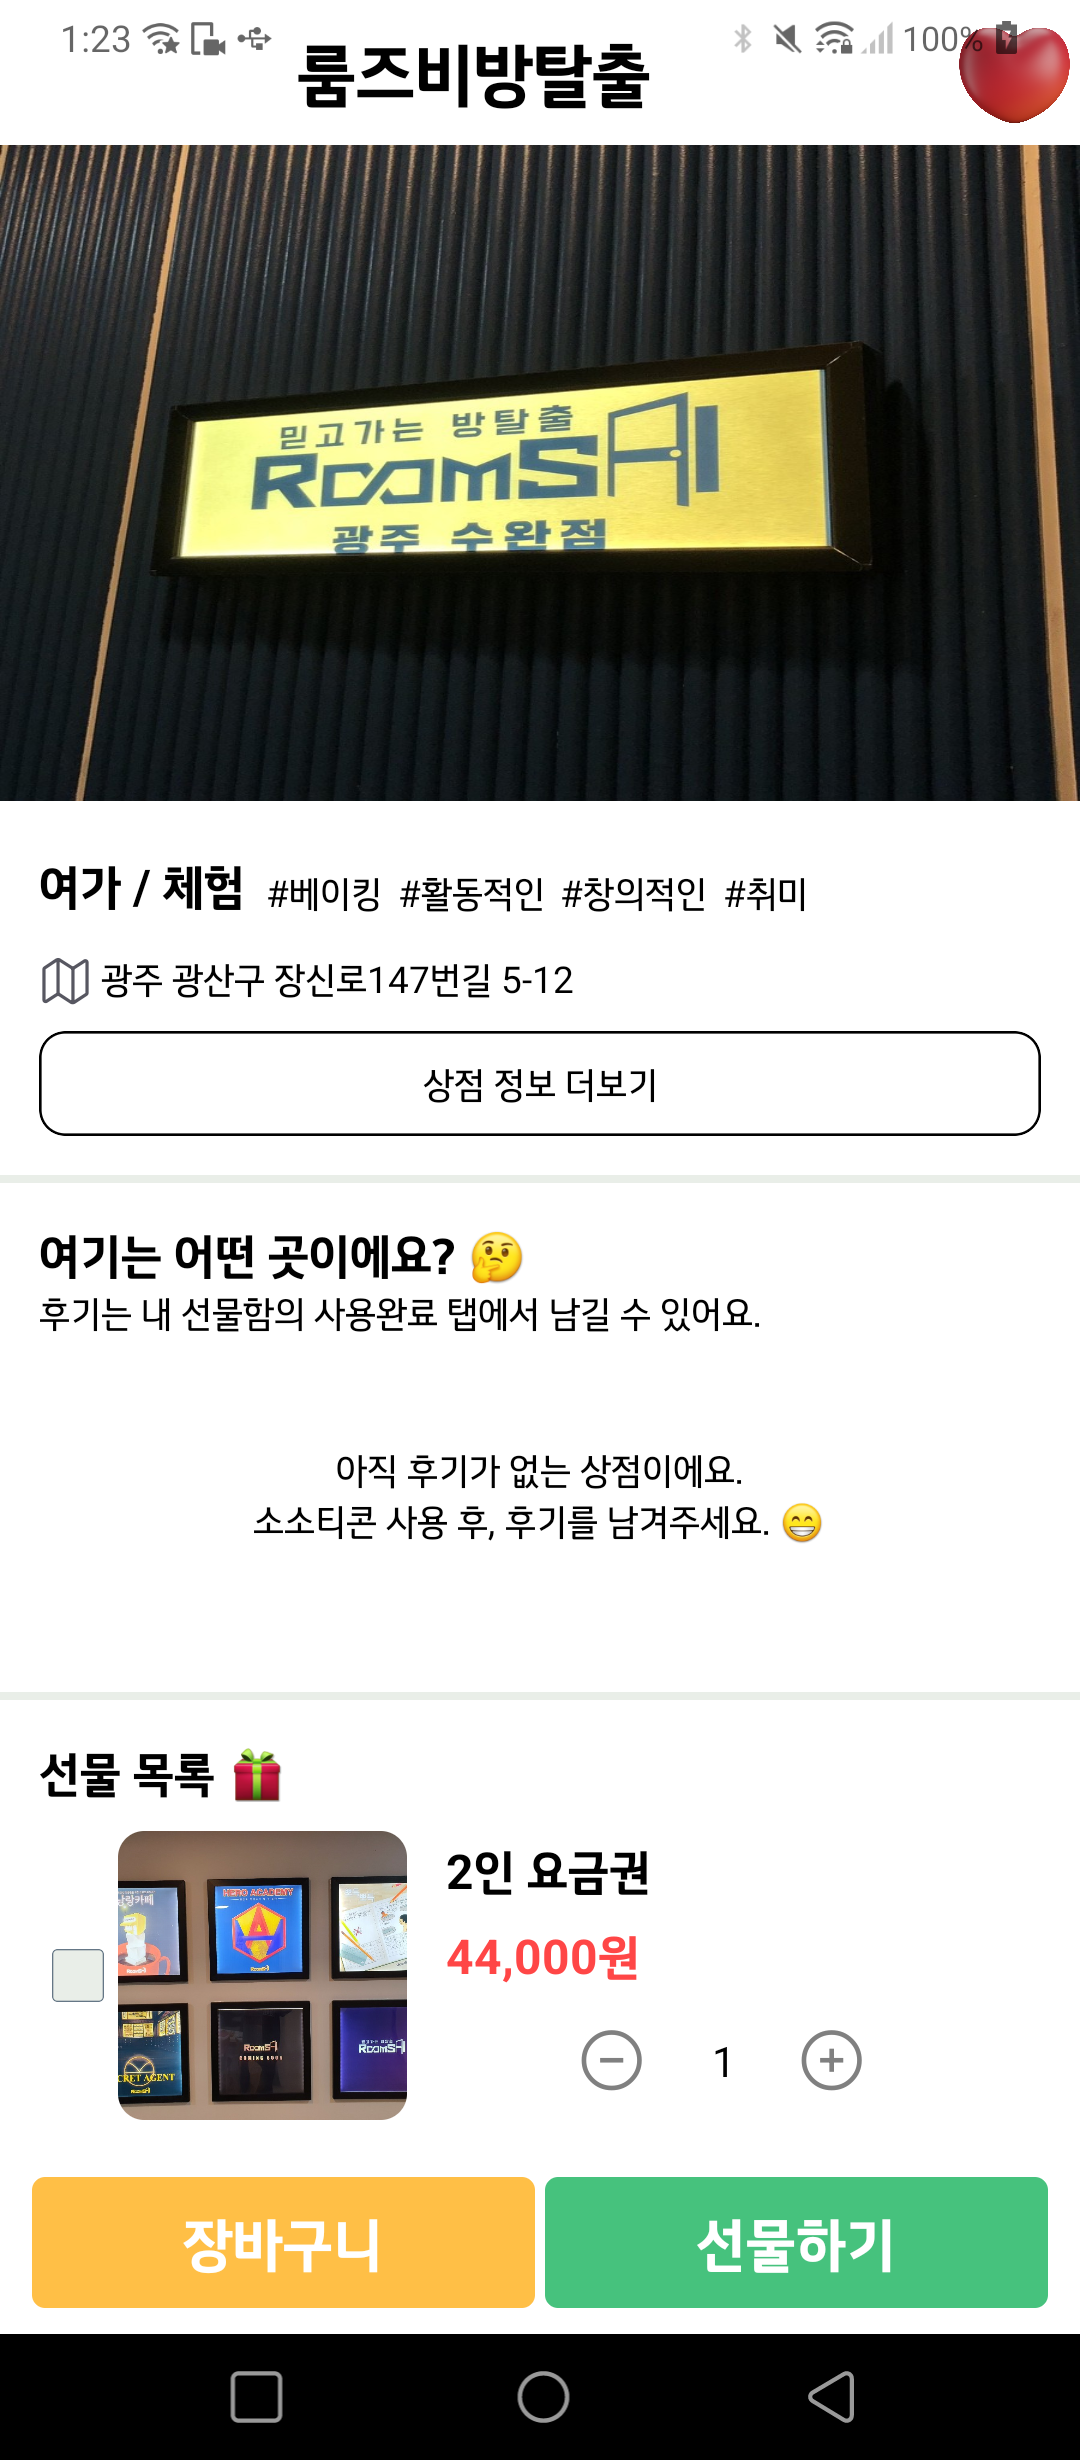 1:23
100%
룸즈비방탈출
믿고가는 방탈출
ROOMSAI
광주 수완점
여가 / 체험 #베이킹 #활동적인 #창의적인 #취미
광주 광산구 장신로147번길 5-12
상점 정보 더보기
여기는 어떤 곳이에요? 🤔
후기는 내 선물함의 사용완료 탭에서 남길 수 있어요.
아직 후기가 없는 상점이에요.
소소티콘 사용 후, 후기를 남겨주세요. 😁
선물 목록 🎁
HERO ACADEMY
COMING SOON
CRET AGENT
2인 요금권
44,000원
1
장바구니
선물하기